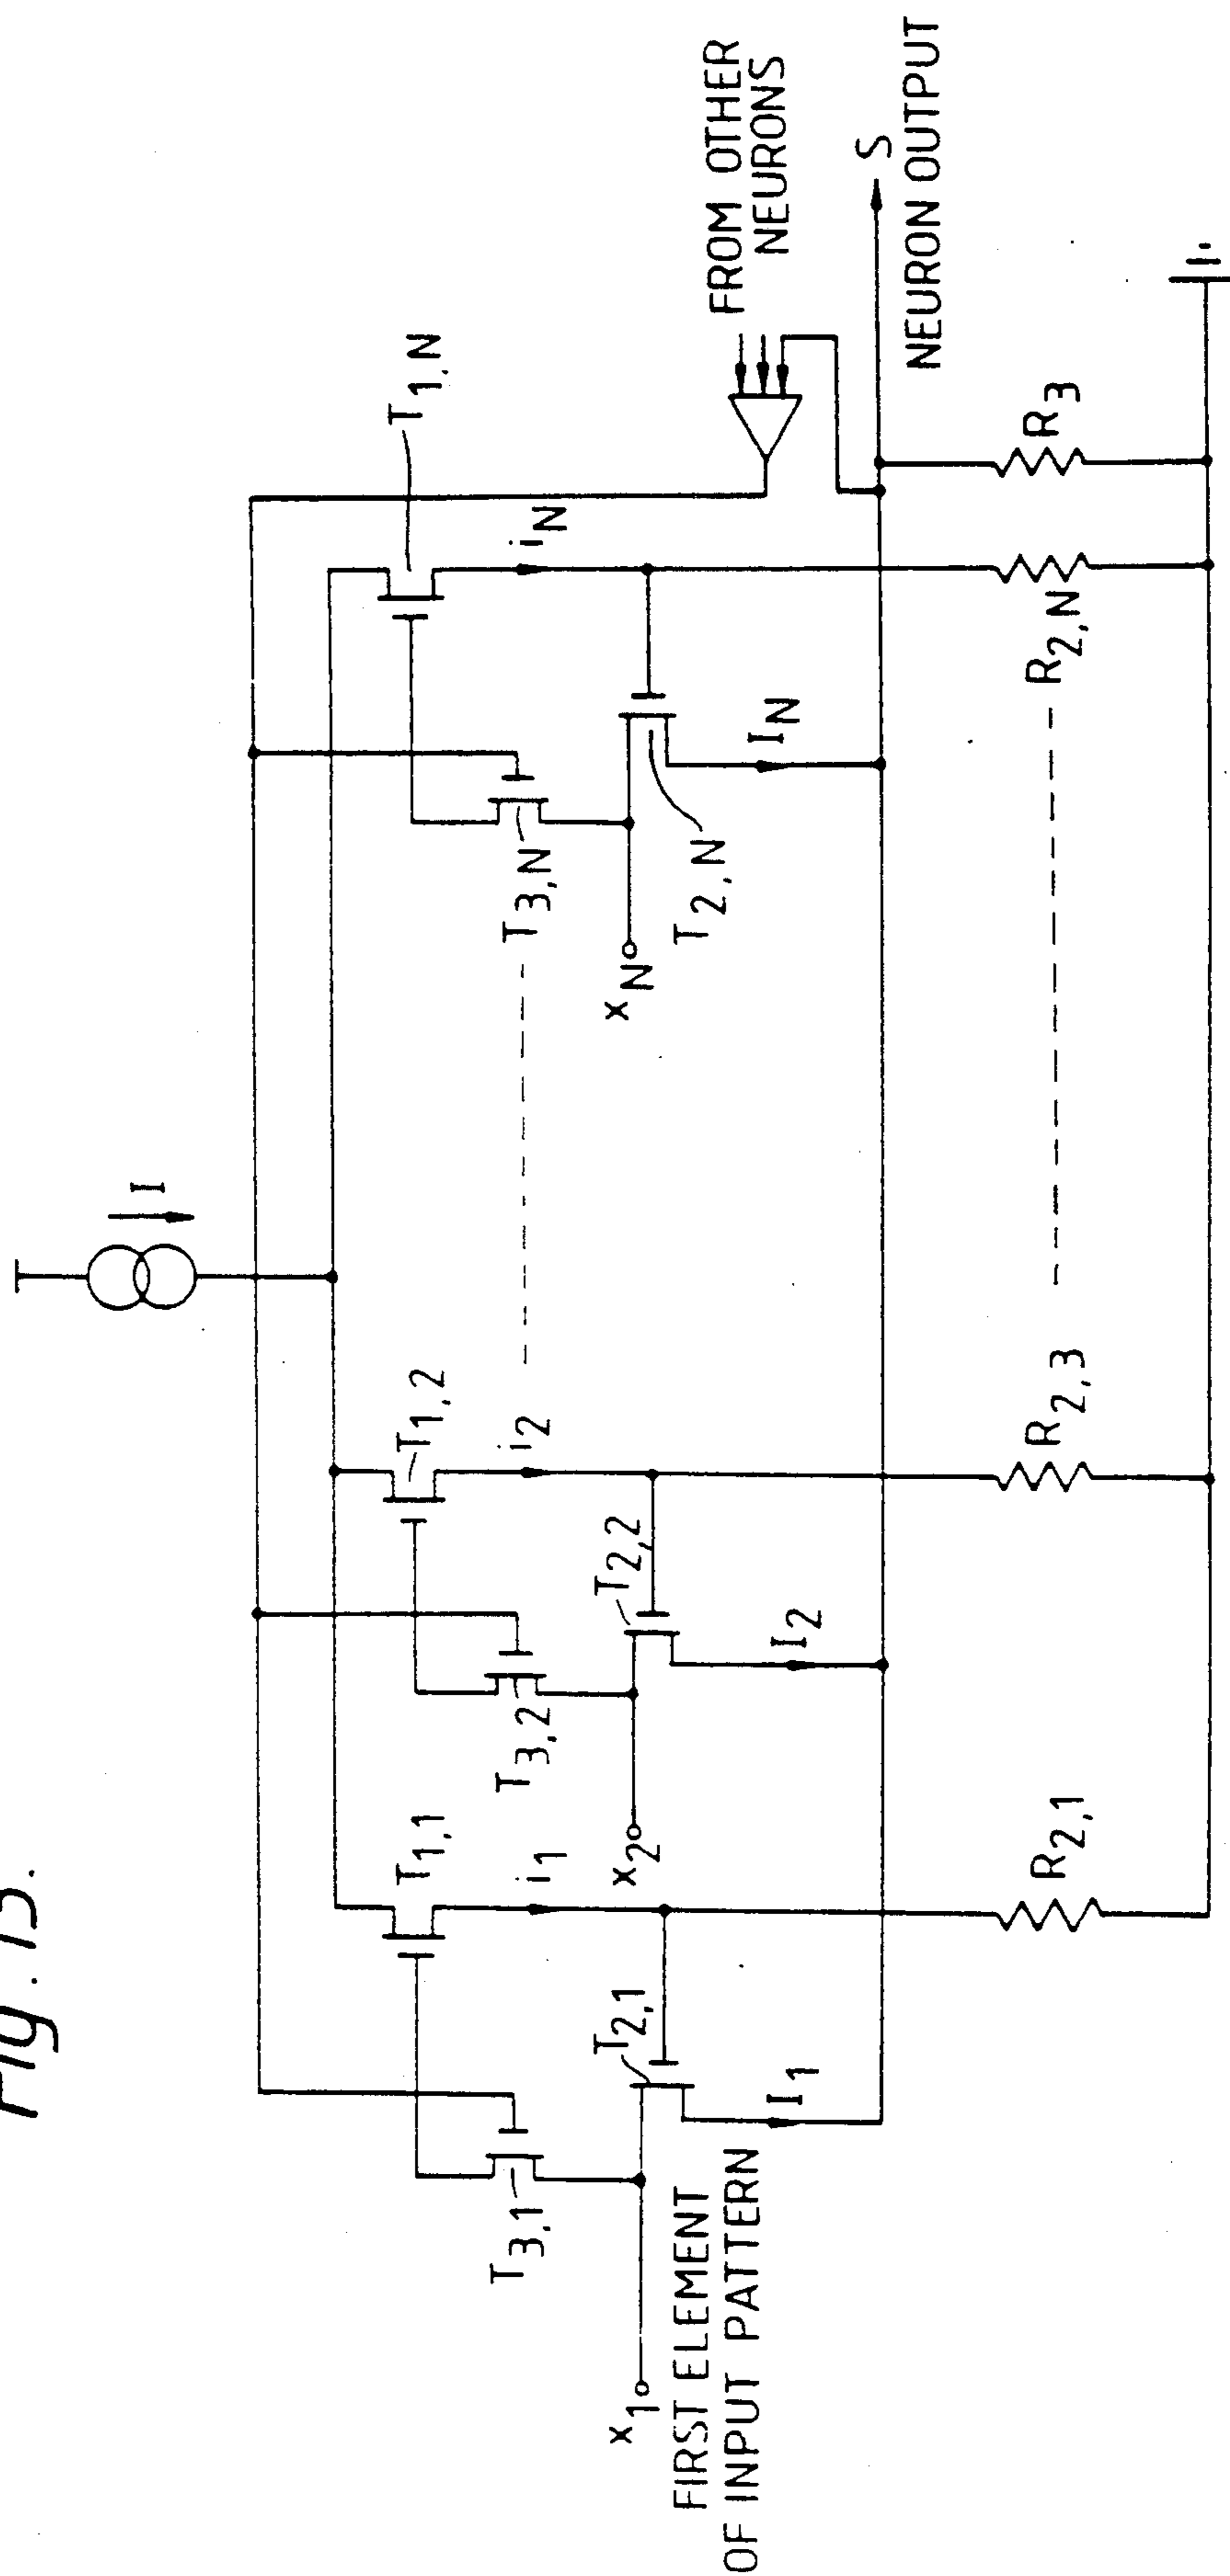 Fig. 13.
I
T1,1
T1,2
T1,N
i1
i2
iN
T3,1
T3,2
T3,N
T2,1
T2,2
T2,N
x1
x2
xN
FIRST ELEMENT
OF INPUT PATTERN
I1
I2
IN
FROM OTHER
NEURONS
S
NEURON OUTPUT
R2,1
R2,3
R2,N
R3